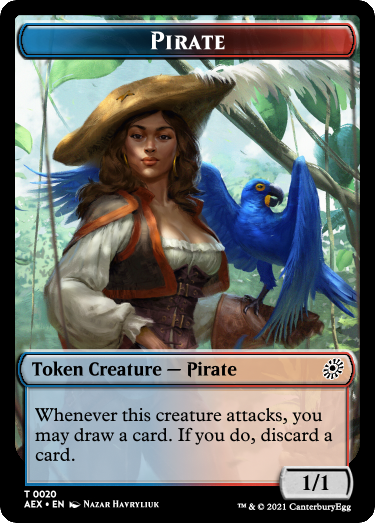 PIRATE
Token Creature — Pirate
Whenever this creature attacks, you
may draw a card. If you do, discard a
card.
1/1
T 0020
AEX • EN NAZAR HAVRYLIUK
™ & © 2021 CanterburyEgg